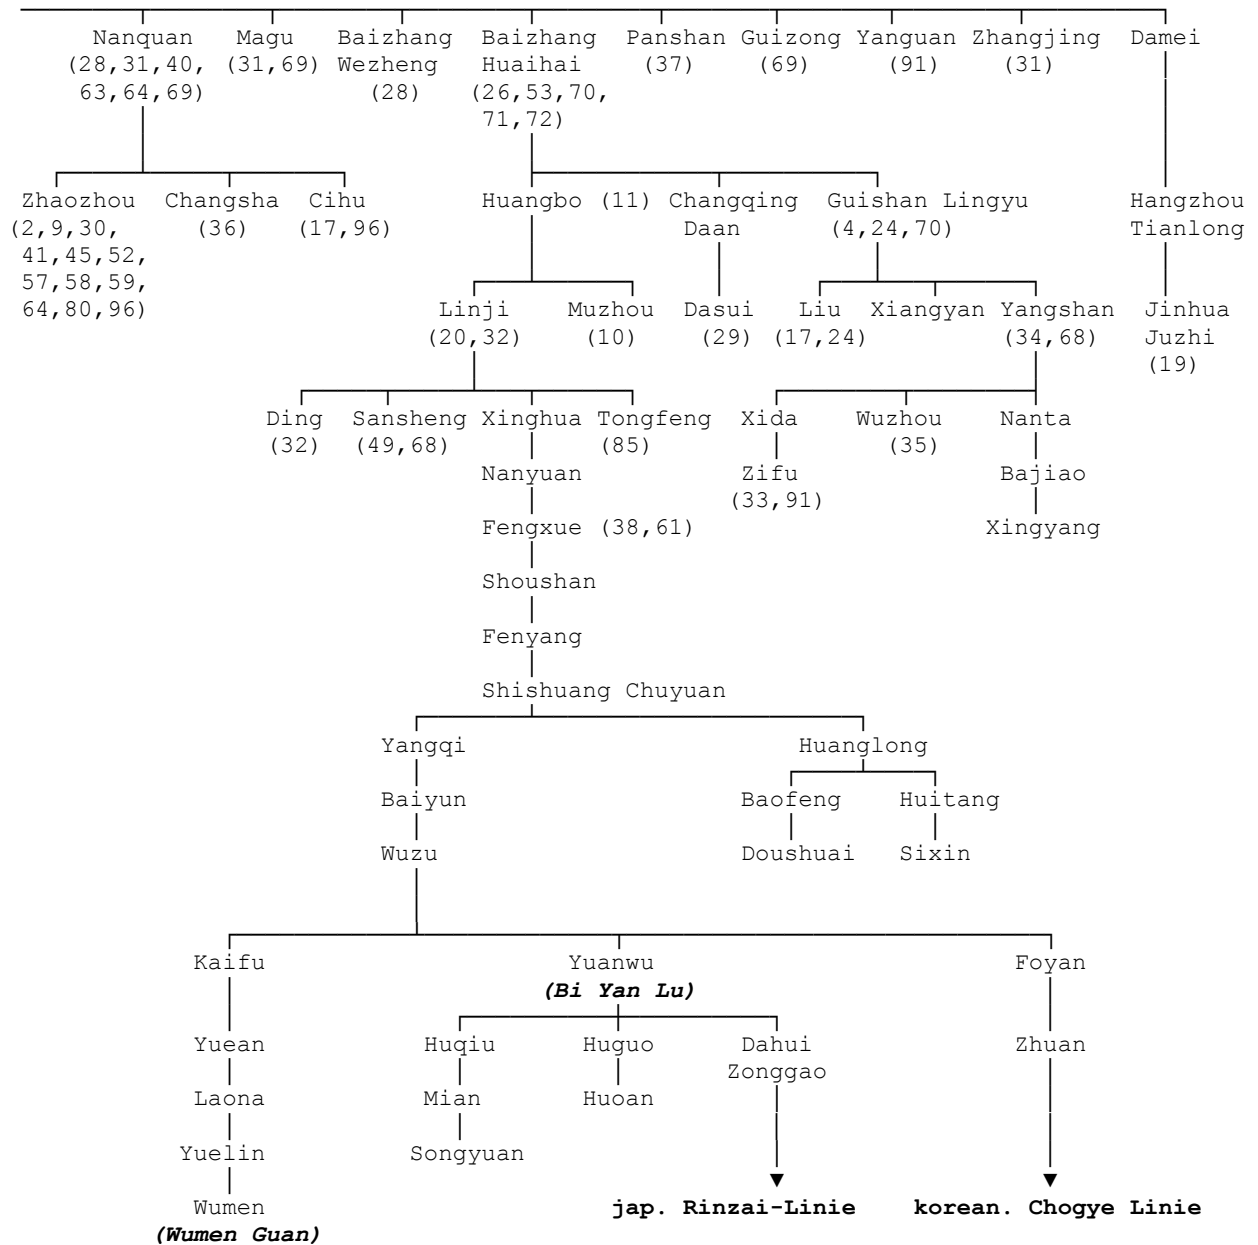 Nanquan Magu Baizhang Baizhang Panshan Guizong Yanguan Zhangjing Damei
(28,31,40, (31,69) Wezheng Huaihai (37) (69) (91) (31)
63,64,69) (28) (26,53,70,
71,72)
Zhaozhou Changsha Cihu Huangbo (11) Changqing Guishan Lingyu Hangzhou
(2,9,30, (36) (17,96) Daan (4,24,70) Tianlong
41,45,52,
57,58,59,
64,80,96) Linji Muzhou Dasui Liu Xiangyan Yangshan Jinhua
(20,32) (10) (29) (17,24) (34,68) Juzhi
(19)
Ding Sansheng Xinghua Tongfeng Xida Wuzhou Nanta
(32) (49,68) (85) (35)
Nanyuan Zifu Bajiao
(33,91)
Fengxue (38,61) Xingyang
Shoushan
Fenyang
Shishuang Chuyuan
Yangqi Huanglong
Baiyun Baofeng Huitang
Wuzu Doushuai Sixin
Kaifu Yuanwu Foyan
(Bi Yan Lu)
Yuean Huqiu Huguo Dahui Zhuan
Zonggao
Laona Mian Huoan
Yuelin Songyuan
Wumen jap. Rinzai-Linie korean. Chogye Linie
(Wumen Guan)